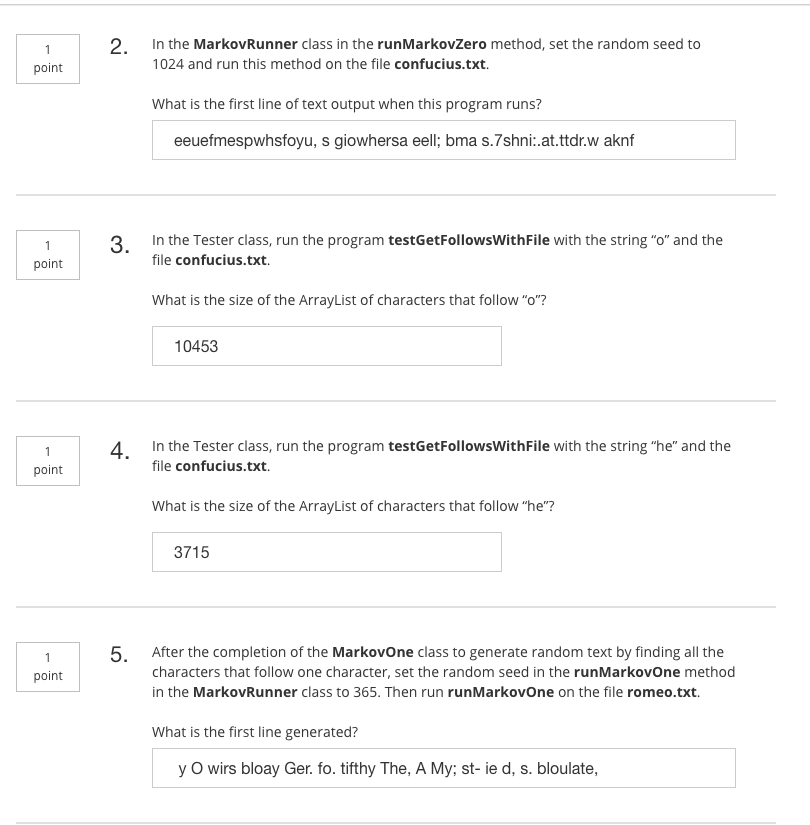 1
point
2.
In the MarkovRunner class in the runMarkovZero method, set the random seed to
1024 and run this method on the file confucius.txt.
What is the first line of text output when this program runs?
eeuefmespwhsfoyu, s giowhersa eell; bma s.7shni:.at.ttdr.w aknf
1
point
3.
In the Tester class, run the program testGetFollowsWithFile with the string “o” and the
file confucius.txt.
What is the size of the ArrayList of characters that follow “o”?
10453
1
point
4.
In the Tester class, run the program testGetFollowsWithFile with the string “he” and the
file confucius.txt.
What is the size of the ArrayList of characters that follow “he”?
3715
1
point
5.
After the completion of the MarkovOne class to generate random text by finding all the
characters that follow one character, set the random seed in the runMarkovOne method
in the MarkovRunner class to 365. Then run runMarkovOne on the file romeo.txt.
What is the first line generated?
y O wirs bloay Ger. fo. tifthy The, A My; st- ie d, s. bloulate,